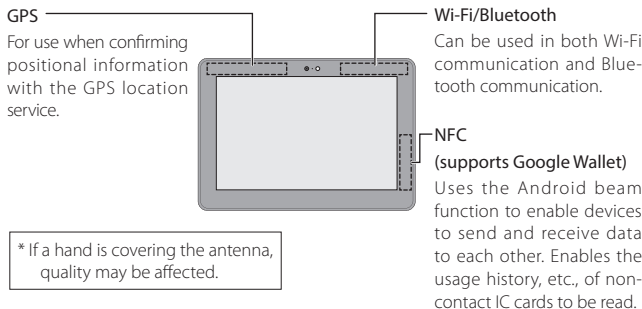 GPS
For use when confirming
positional information
with the GPS location
service.
Wi-Fi/Bluetooth
Can be used in both Wi-Fi
communication and Blue-
tooth communication.
NFC
(supports Google Wallet)
Uses the Android beam
function to enable devices
to send and receive data
to each other. Enables the
usage history, etc., of non-
contact IC cards to be read.
* If a hand is covering the antenna,
quality may be affected.